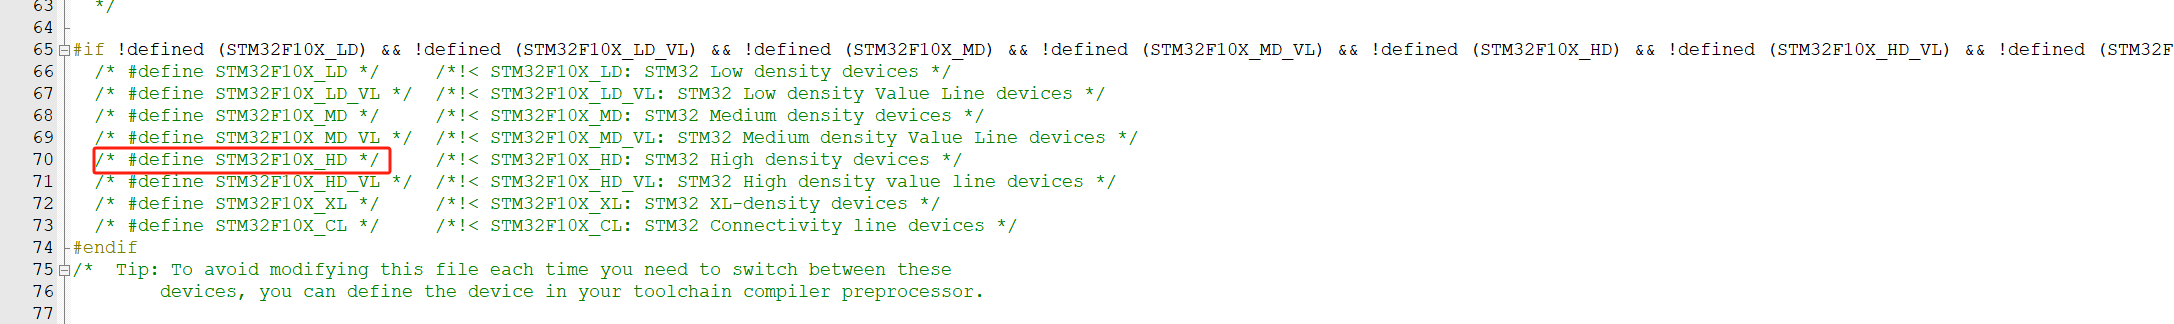 63 */
64
65 #if !defined (STM32F10X_LD) && !defined (STM32F10X_LD_VL) && !defined (STM32F10X_MD) && !defined (STM32F10X_MD_VL) && !defined (STM32F10X_HD) && !defined (STM32F10X_HD_VL) && !defined (STM32F
66 /* #define STM32F10X_LD */ /*!< STM32F10X_LD: STM32 Low density devices */
67 /* #define STM32F10X_LD_VL */ /*!< STM32F10X_LD_VL: STM32 Low density Value Line devices */
68 /* #define STM32F10X_MD */ /*!< STM32F10X_MD: STM32 Medium density devices */
69 /* #define STM32F10X_MD_VL */ /*!< STM32F10X_MD_VL: STM32 Medium density Value Line devices */
70 /* #define STM32F10X_HD */ /*!< STM32F10X_HD: STM32 High density devices */
71 /* #define STM32F10X_HD_VL */ /*!< STM32F10X_HD_VL: STM32 High density value line devices */
72 /* #define STM32F10X_XL */ /*!< STM32F10X_XL: STM32 XL-density devices */
73 /* #define STM32F10X_CL */ /*!< STM32F10X_CL: STM32 Connectivity line devices */
74 #endif
75 /* Tip: To avoid modifying this file each time you need to switch between these
76 devices, you can define the device in your toolchain compiler preprocessor.
77